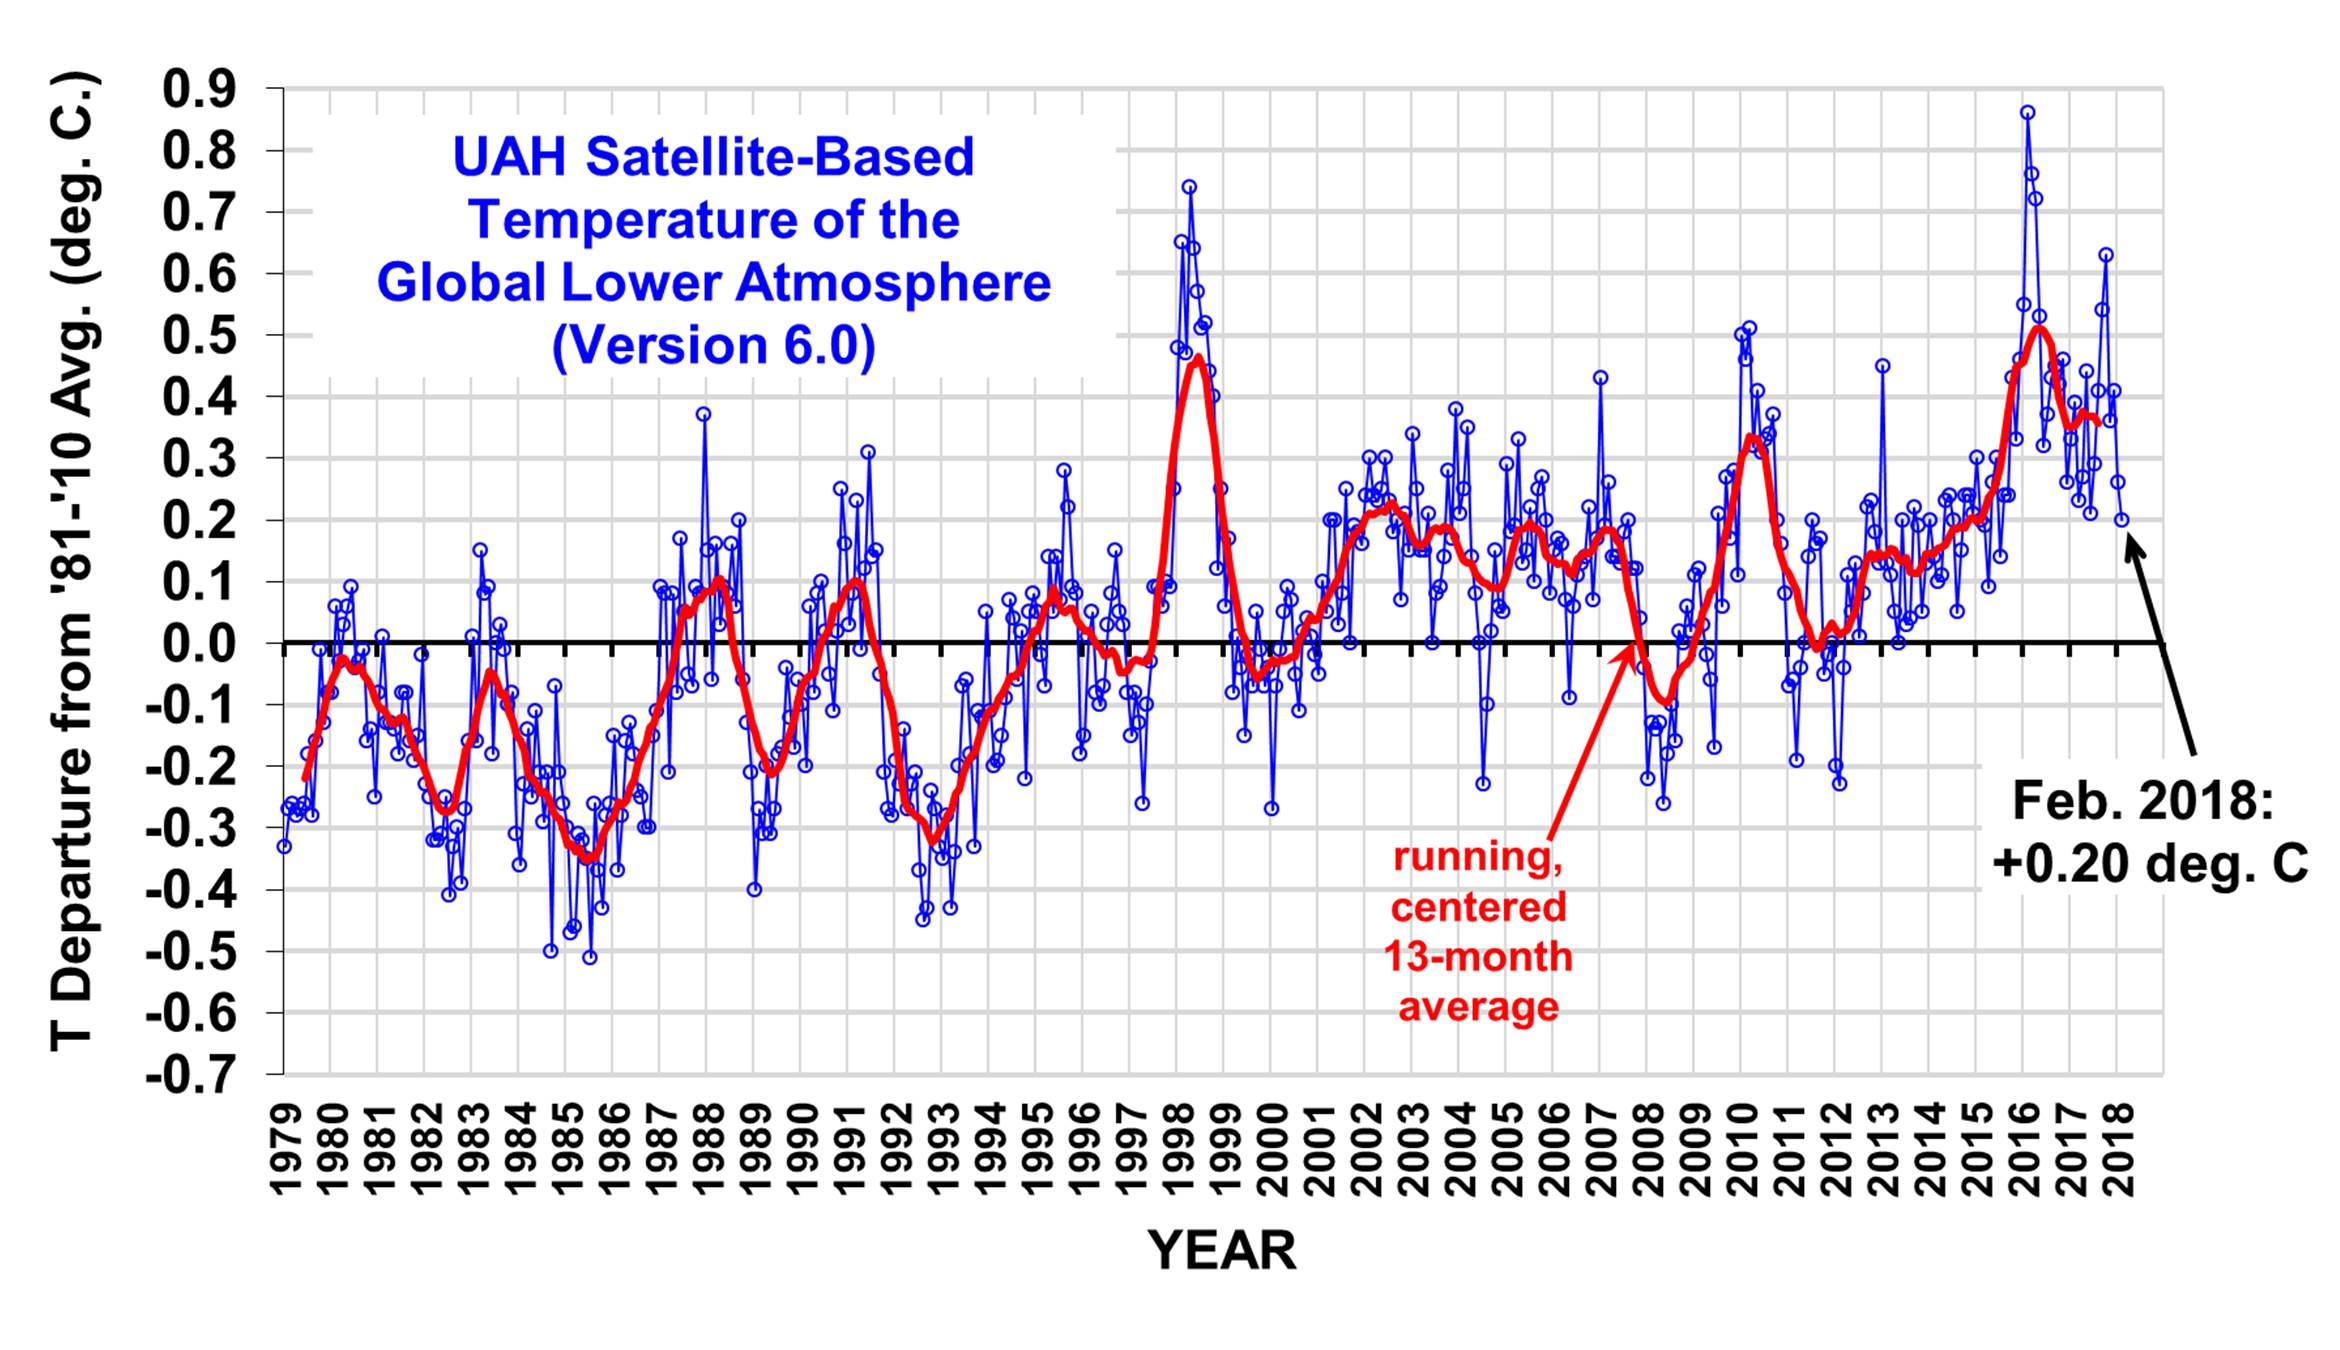 UAH Satellite-Based
Temperature of the
Global Lower Atmosphere
(Version 6.0)
T Departure from '81-'10 Avg. (deg. C.)
0.9
0.8
0.7
0.6
0.5
0.4
0.3
0.2
0.1
0.0
-0.1
-0.2
-0.3
-0.4
-0.5
-0.6
-0.7
running,
centered
13-month
average
Feb. 2018:
+0.20 deg. C
1979 1980 1981 1982 1983 1984 1985 1986 1987 1988 1989 1990 1991 1992 1993 1994 1995 1996 1997 1998 1999 2000 2001 2002 2003 2004 2005 2006 2007 2008 2009 2010 2011 2012 2013 2014 2015 2016 2017 2018
YEAR